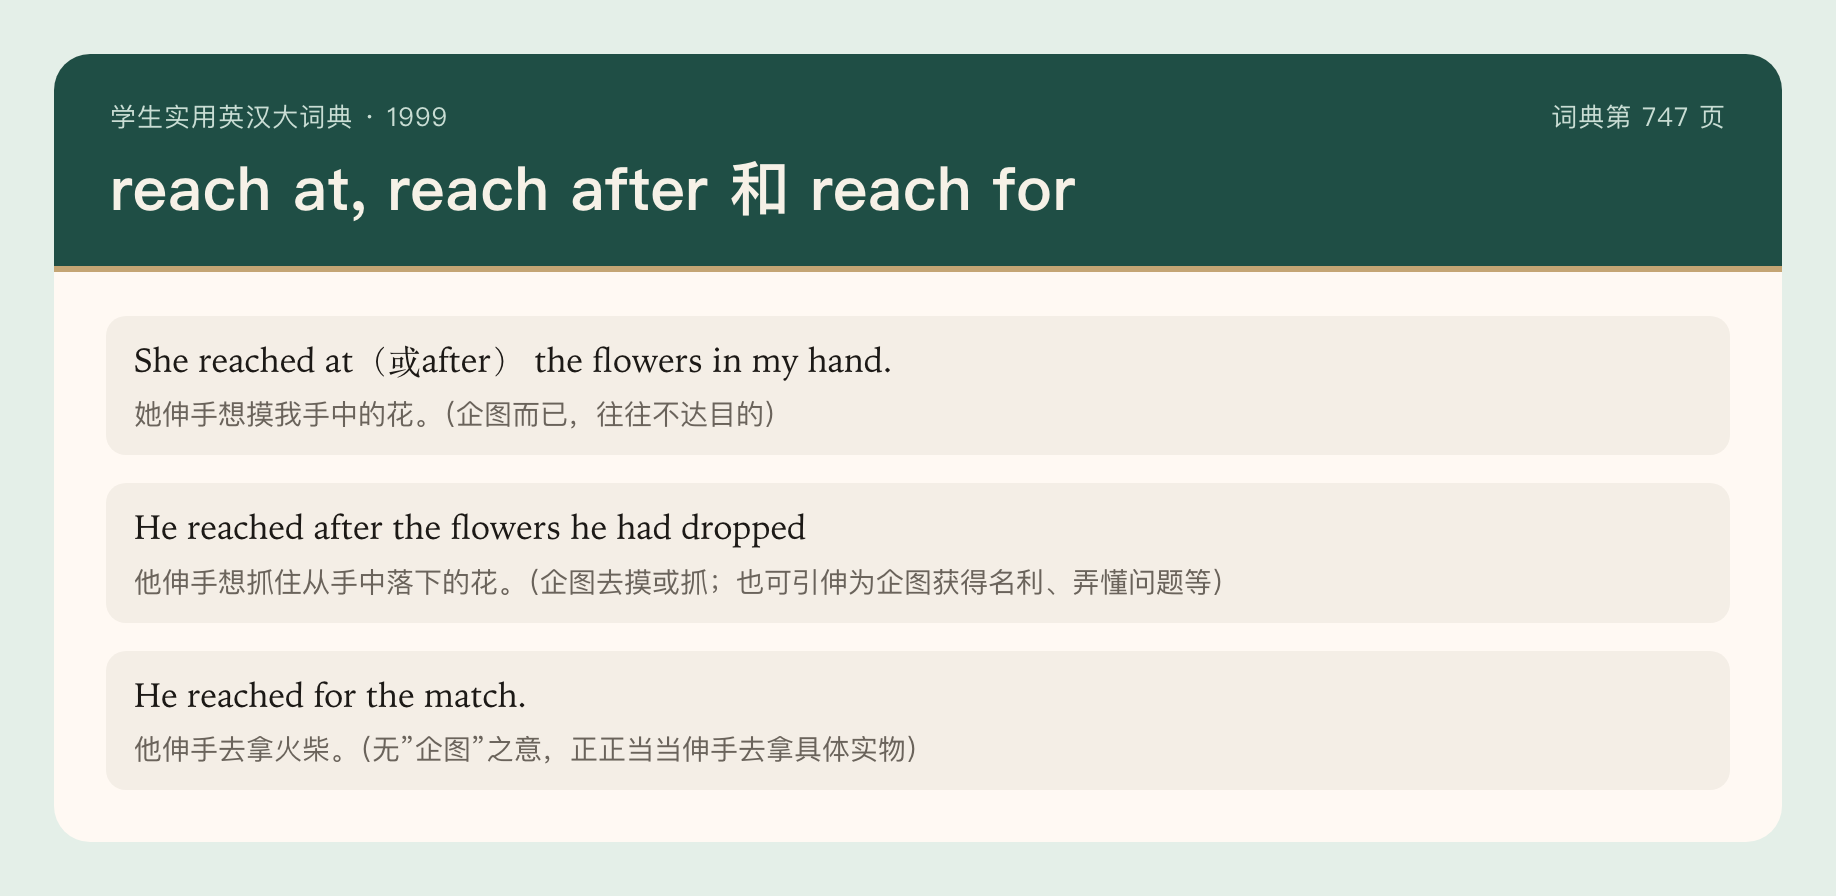 学生实用英汉大词典 · 1999
词典第 747 页
reach at, reach after 和 reach for
She reached at（或after） the flowers in my hand.
她伸手想摸我手中的花。（企图而已，往往不达目的）
He reached after the flowers he had dropped
他伸手想抓住从手中落下的花。（企图去摸或抓；也可引伸为企图获得名利、弄懂问题等）
He reached for the match.
他伸手去拿火柴。（无”企图”之意，正正当当伸手去拿具体实物）